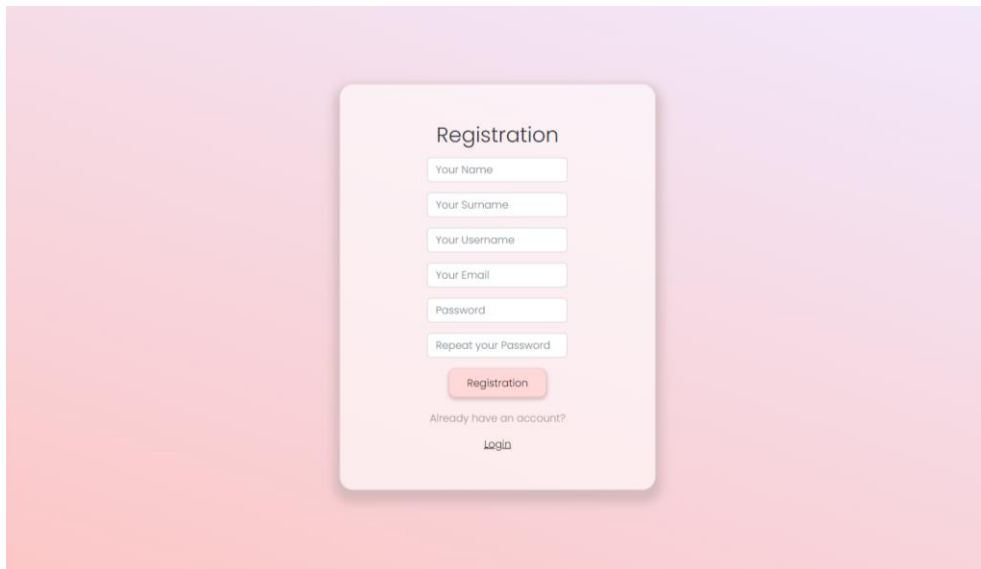 Registration
Your Name
Your Surname
Your Username
Your Email
Password
Repeat your Password
Registration
Already have an account?
Login